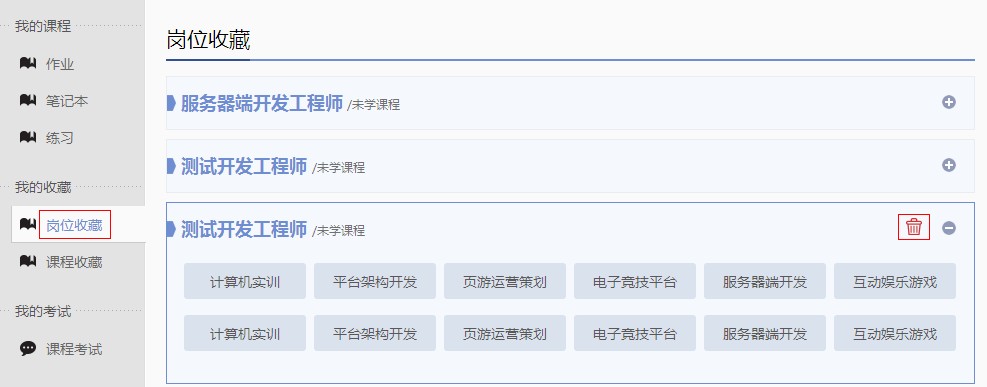 我的课程
作业
笔记本
练习
我的收藏
岗位收藏
课程收藏
我的考试
课程考试
岗位收藏
服务器端开发工程师 /未学课程
测试开发工程师 /未学课程
测试开发工程师 /未学课程
计算机实训 平台架构开发 页游运营策划 电子竞技平台 服务器端开发 互动娱乐游戏
计算机实训 平台架构开发 页游运营策划 电子竞技平台 服务器端开发 互动娱乐游戏